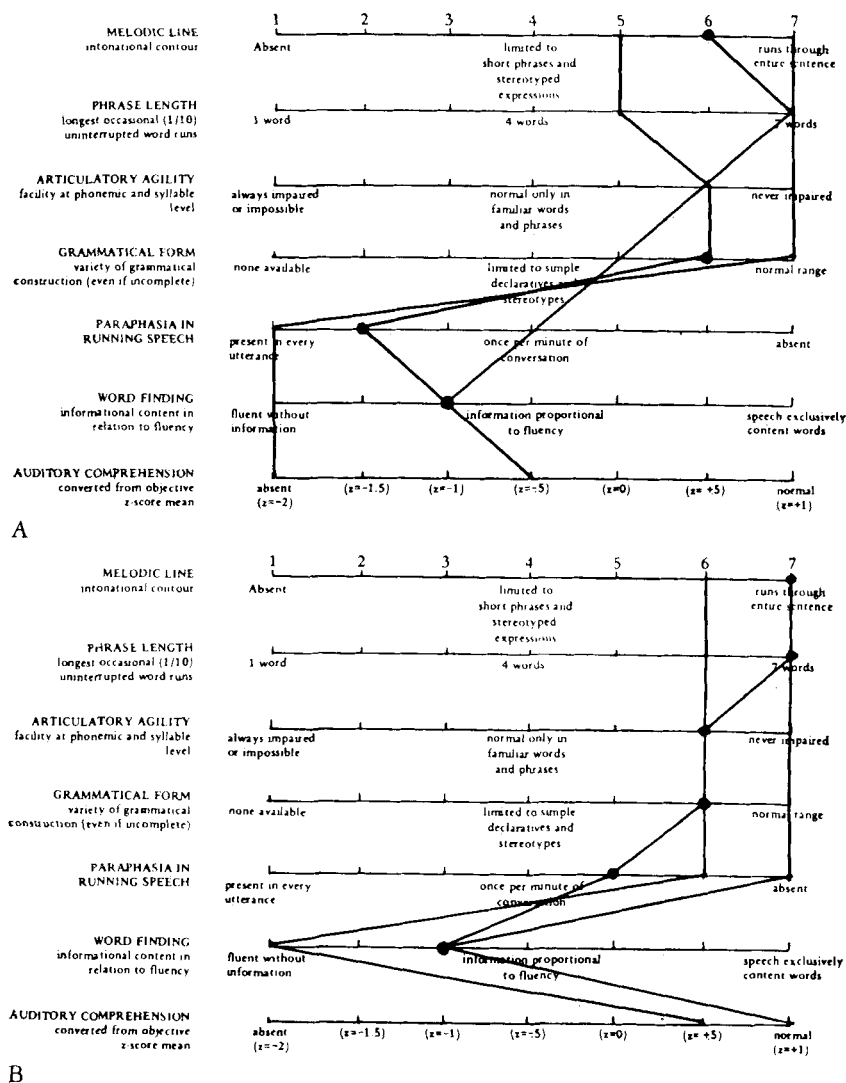 1 2 3 4 5 6 7
MELODIC LINE
intonational contour
Absent
limited to
short phrases and
stereotyped
expressions
runs through
entire sentence
PHRASE LENGTH
longest occasional (1/10)
uninterrupted word runs
1 word
4 words
7 words
ARTICULATORY AGILITY
facility at phonemic and syllable
level
always impaired
or impossible
normal only in
familiar words
and phrases
never impaired
GRAMMATICAL FORM
variety of grammatical
construction (even if incomplete)
none available
limited to simple
declaratives and
stereotypes
normal range
PARAPHASIA IN
RUNNING SPEECH
present in every
utterance
once per minute of
conversation
absent
WORD FINDING
informational content in
relation to fluency
fluent without
information
information proportional
to fluency
speech exclusively
content words
AUDITORY COMPREHENSION
converted from objective
z-score mean
absent
(z=−2)
(z=−1.5)
(z=−1)
(z=−.5)
(z=0)
(z=+.5)
normal
(z=+1)
A
1 2 3 4 5 6 7
MELODIC LINE
intonational contour
Absent
limited to
short phrases and
stereotyped
expressions
runs through
entire sentence
PHRASE LENGTH
longest occasional (1/10)
uninterrupted word runs
1 word
4 words
7 words
ARTICULATORY AGILITY
facility at phonemic and syllable
level
always impaired
or impossible
normal only in
familiar words
and phrases
never impaired
GRAMMATICAL FORM
variety of grammatical
construction (even if incomplete)
none available
limited to simple
declaratives and
stereotypes
normal range
PARAPHASIA IN
RUNNING SPEECH
present in every
utterance
once per minute of
conversation
absent
WORD FINDING
informational content in
relation to fluency
fluent without
information
information proportional
to fluency
speech exclusively
content words
AUDITORY COMPREHENSION
converted from objective
z-score mean
absent
(z=−2)
(z=−1.5)
(z=−1)
(z=−.5)
(z=0)
(z=+.5)
normal
(z=+1)
B